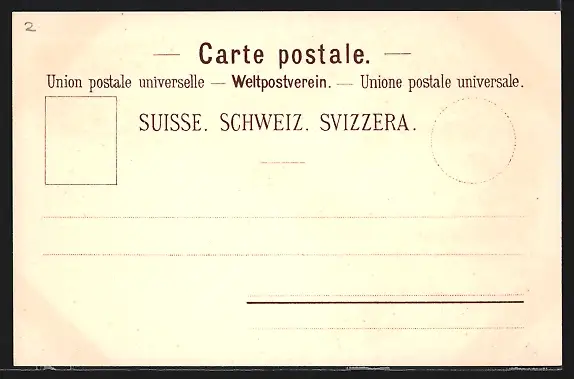 2
— Carte postale. —
Union postale universelle — Weltpostverein. — Unione postale universale.
SUISSE. SCHWEIZ. SVIZZERA.